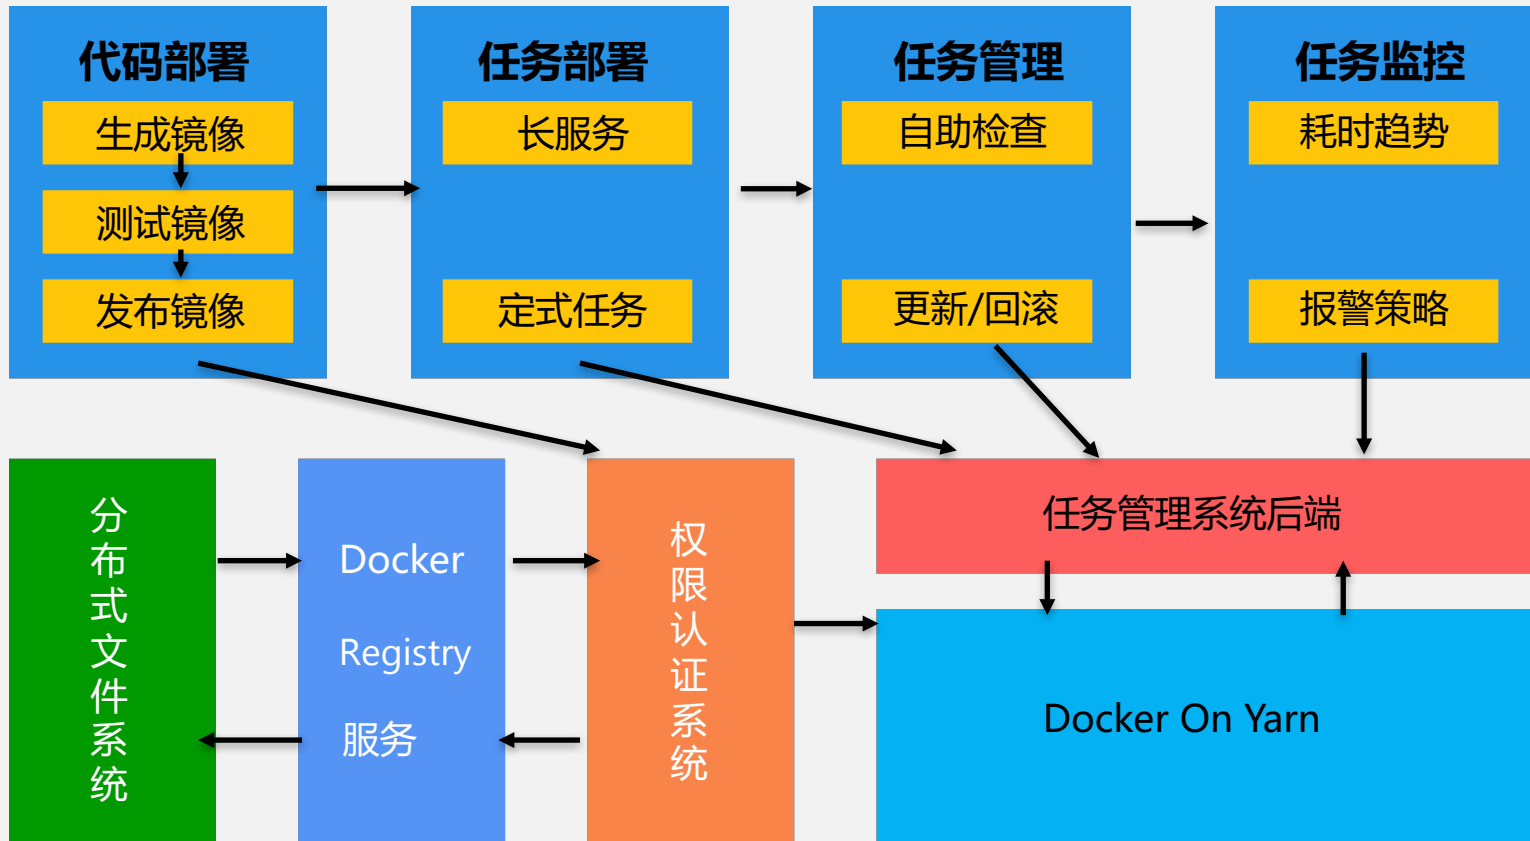 代码部署
生成镜像
测试镜像
发布镜像
任务部署
长服务
定式任务
任务管理
自助检查
更新/回滚
任务监控
耗时趋势
报警策略
分布式文件系统
Docker
Registry
服务
权限认证系统
任务管理系统后端
Docker On Yarn